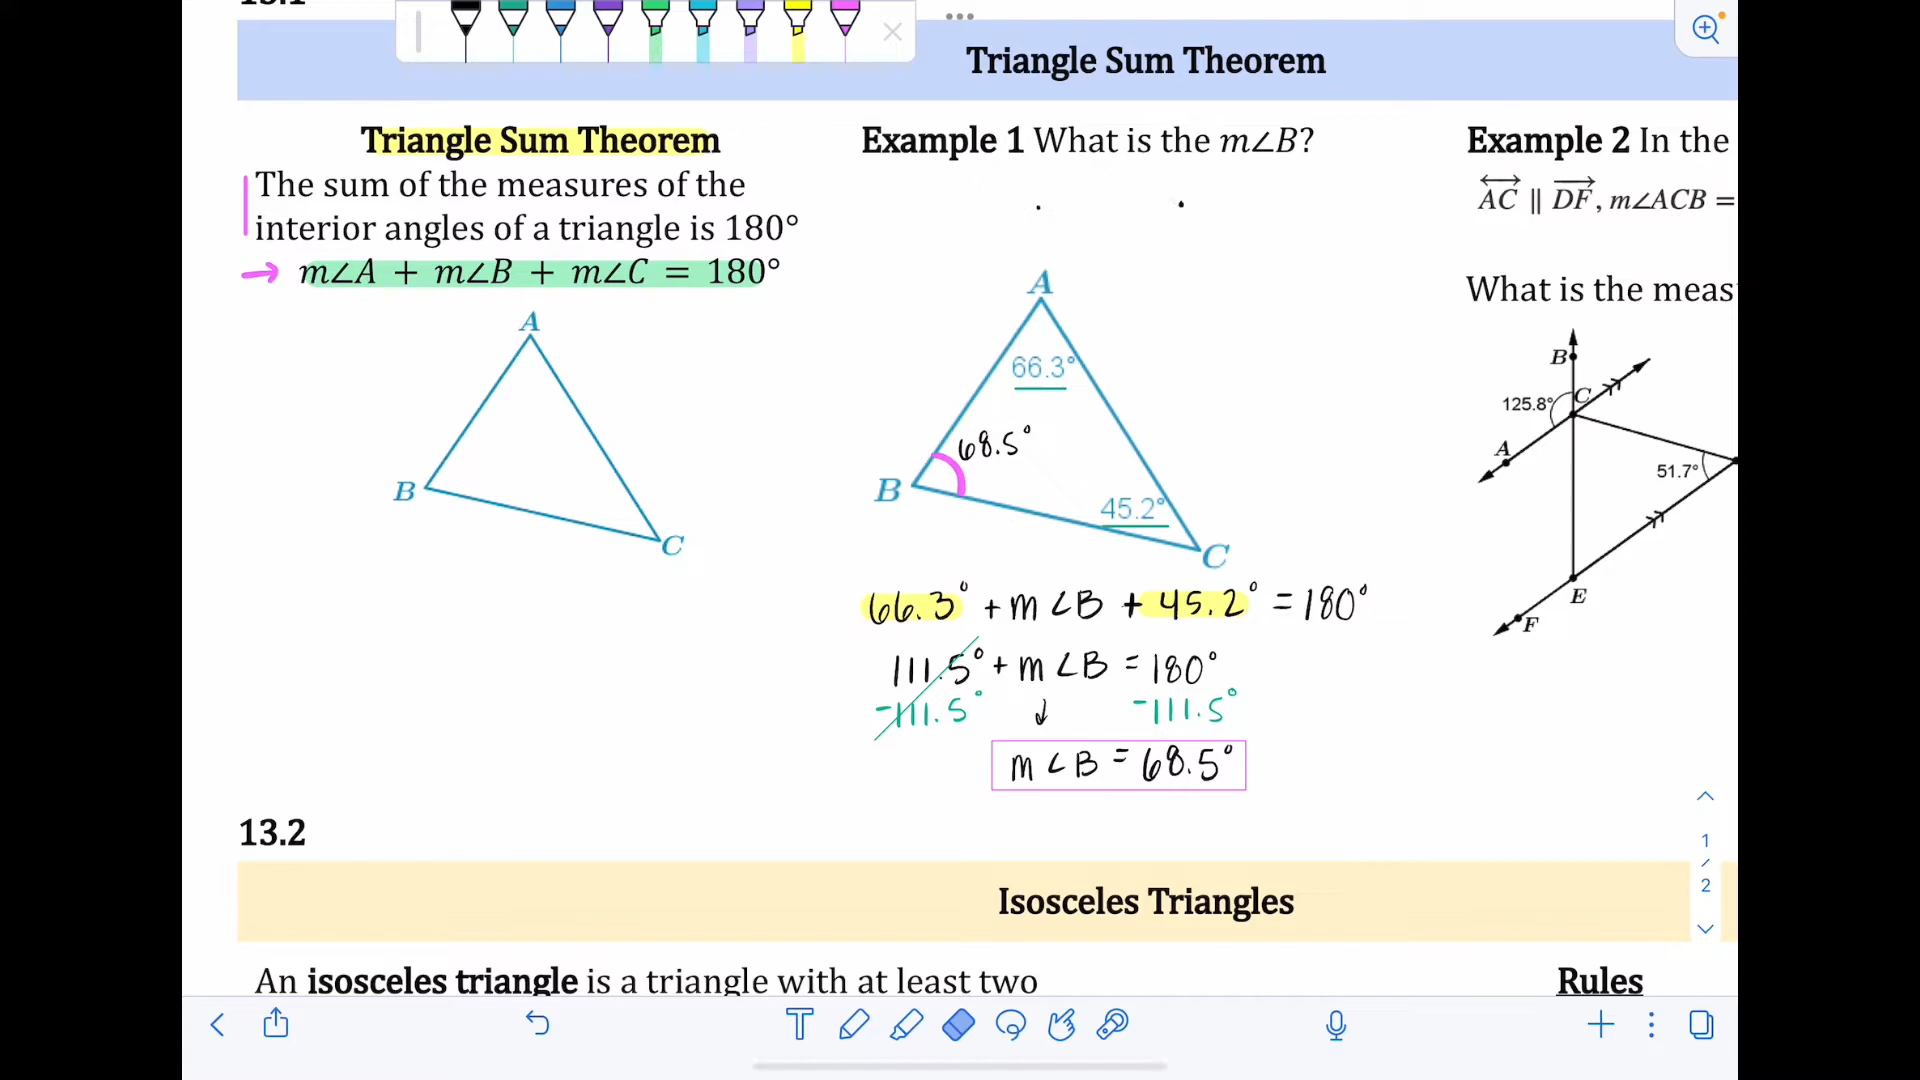 Triangle Sum Theorem
Triangle Sum Theorem
The sum of the measures of the
interior angles of a triangle is 180°
→ m∠A + m∠B + m∠C = 180°
A
B
C
Example 1 What is the m∠B?
A
66.3°
68.5°
B
45.2°
C
66.3° + m∠B + 45.2° = 180°
111.5° + m∠B = 180°
-111.5° ↓ -111.5°
m∠B = 68.5°
Example 2 In the
AC ∥ DF, m∠ACB =
What is the meas
B
125.8°
C
A
51.7°
E
F
13.2
Isosceles Triangles
An isosceles triangle is a triangle with at least two
Rules
1
/
2